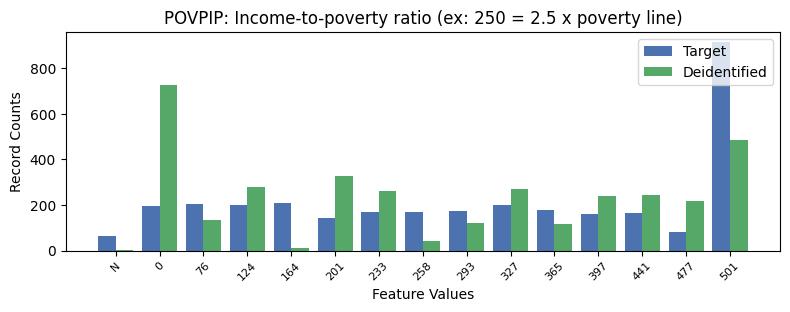 POVPIP: Income-to-poverty ratio (ex: 250 = 2.5 x poverty line)
Target
Deidentified
Record Counts
800
600
400
200
0
N 0 76 124 164 201 233 258 293 327 365 397 441 477 501
Feature Values